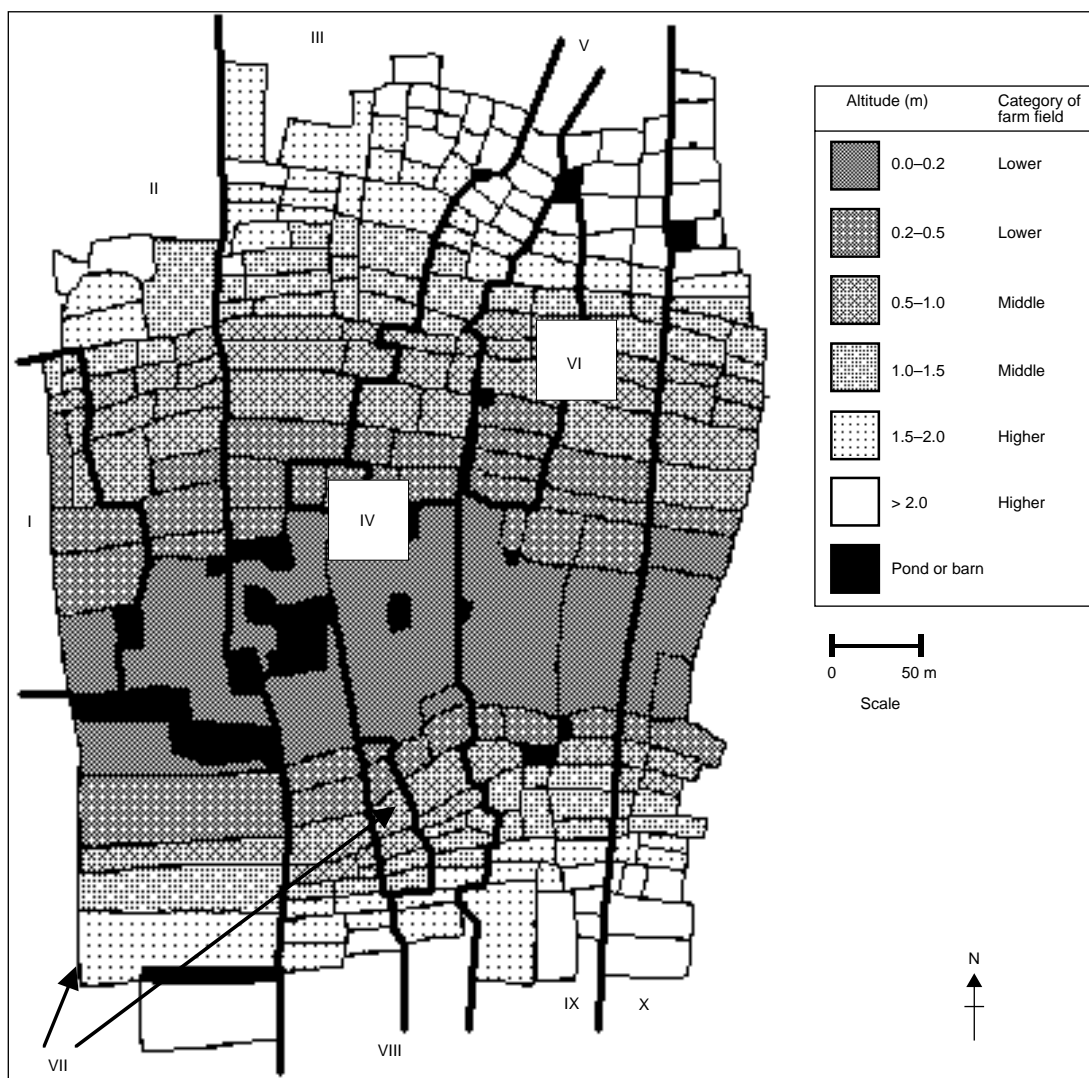 III
V
II
VI
I
IV
VII
VIII
IX
X
Altitude (m)
Category of
farm field
0.0–0.2
Lower
0.2–0.5
Lower
0.5–1.0
Middle
1.0–1.5
Middle
1.5–2.0
Higher
> 2.0
Higher
Pond or barn
0
50 m
Scale
N